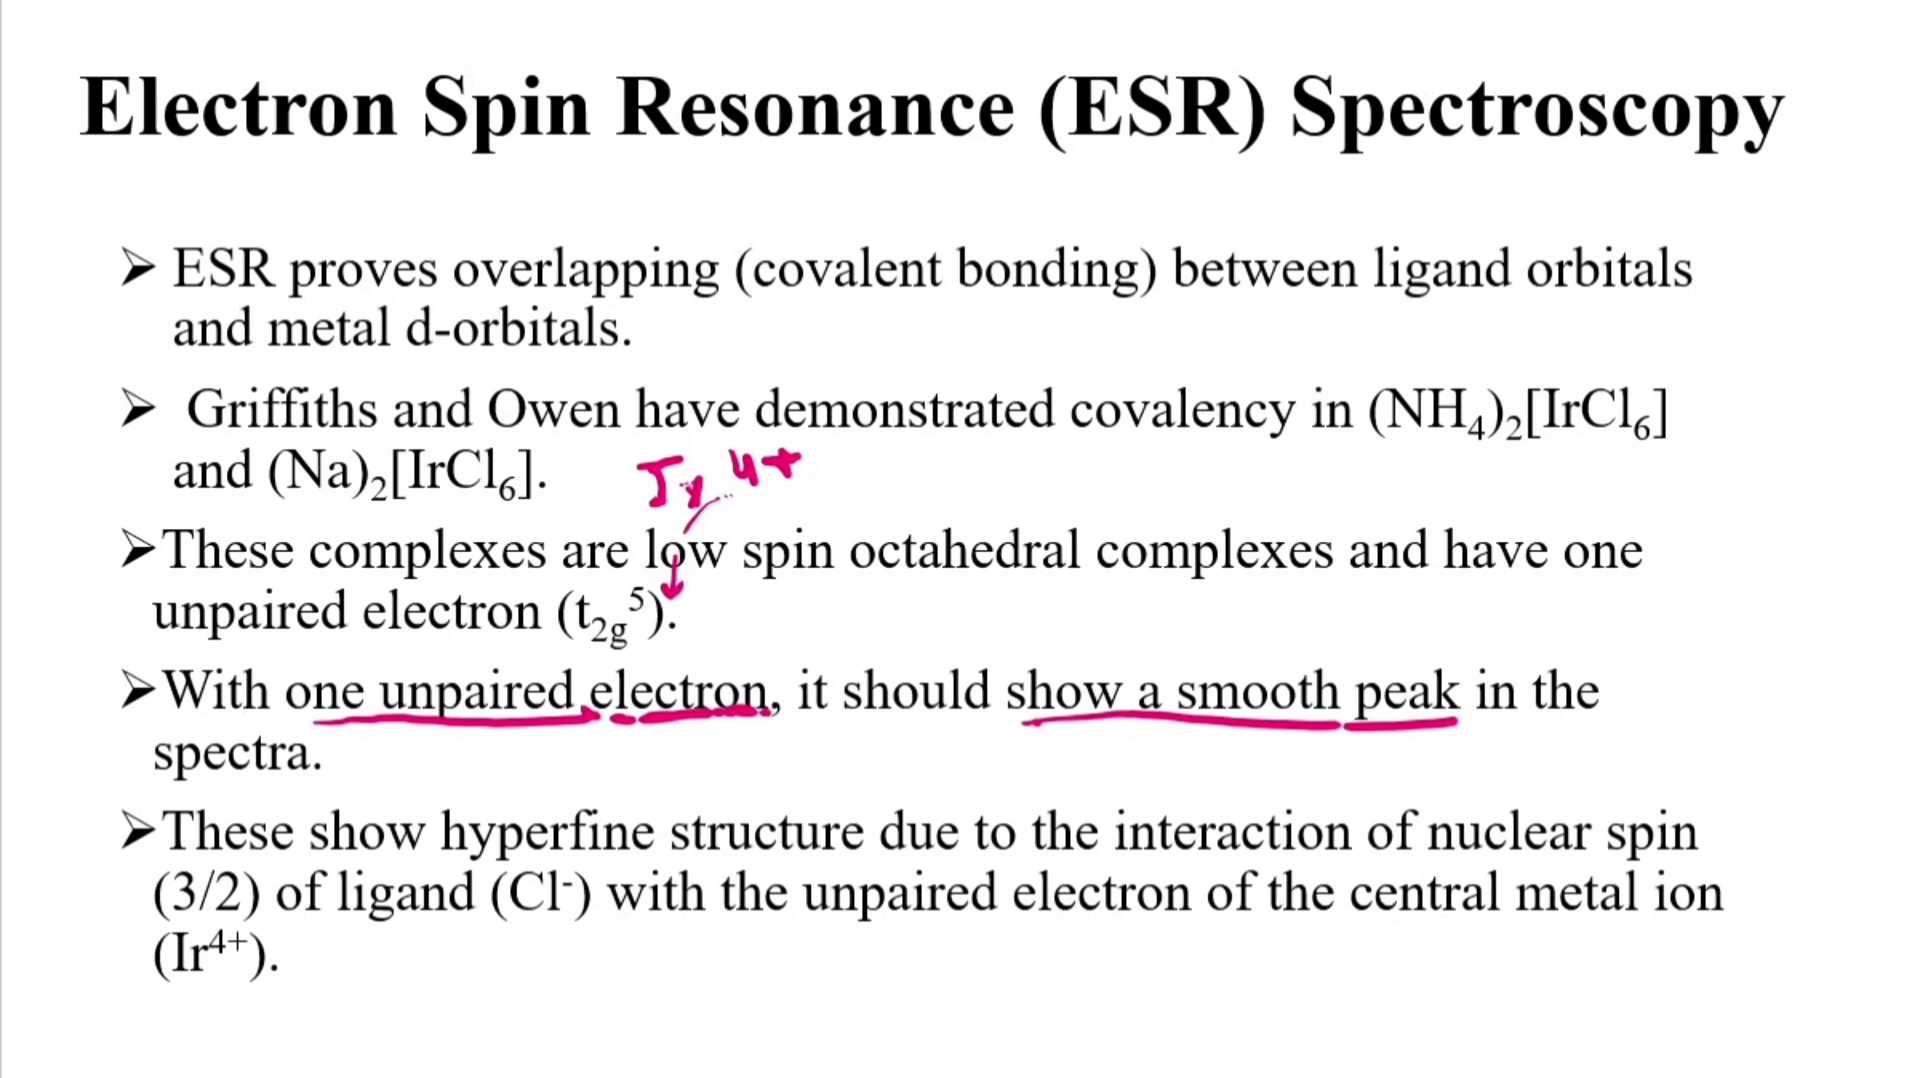 Electron Spin Resonance (ESR) Spectroscopy
➢ ESR proves overlapping (covalent bonding) between ligand orbitals
and metal d-orbitals.
➢ Griffiths and Owen have demonstrated covalency in (NH₄)₂[IrCl₆]
and (Na)₂[IrCl₆].
4+
➢These complexes are low spin octahedral complexes and have one
unpaired electron (t₂g⁵).
➢With one unpaired electron, it should show a smooth peak in the
spectra.
➢These show hyperfine structure due to the interaction of nuclear spin
(3/2) of ligand (Cl⁻) with the unpaired electron of the central metal ion
(Ir⁴⁺).